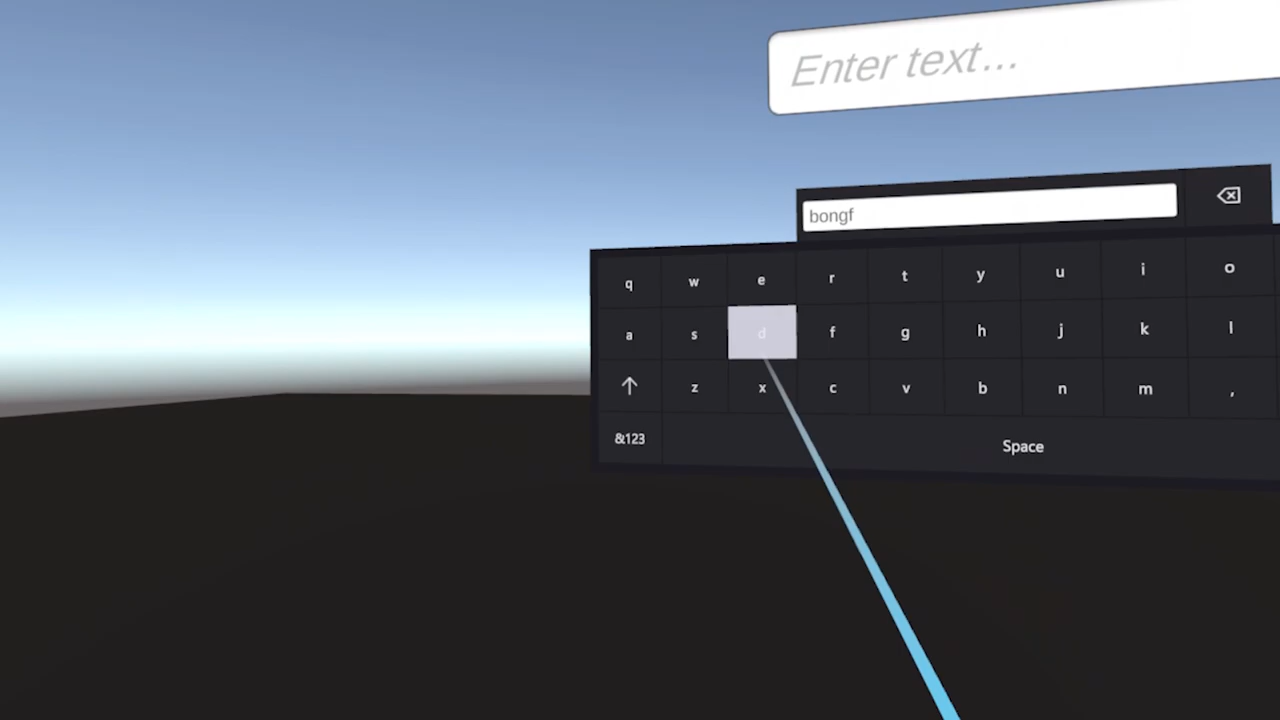 Enter text...
bongf
q w e r t y u i o
a s d f g h j k l
z x c v b n m ,
&123 Space